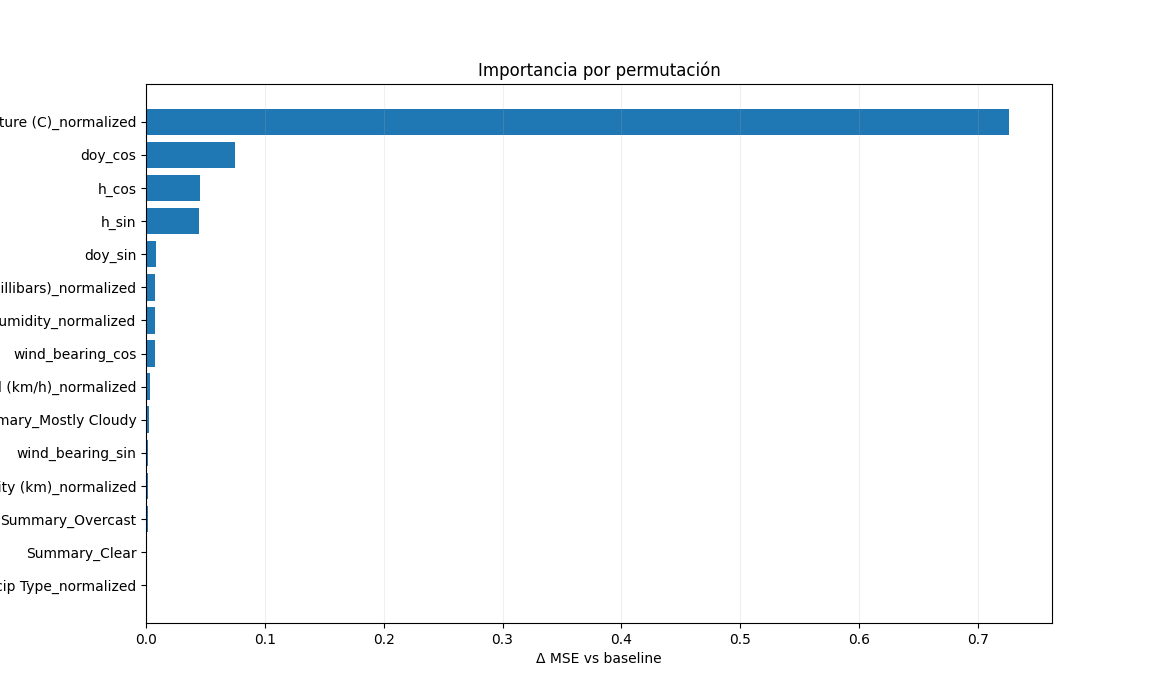 Importancia por permutación
ture (C)_normalized
doy_cos
h_cos
h_sin
doy_sin
illibars)_normalized
umidity_normalized
wind_bearing_cos
(km/h)_normalized
mary_Mostly Cloudy
wind_bearing_sin
ity (km)_normalized
Summary_Overcast
Summary_Clear
cip Type_normalized
0.0 0.1 0.2 0.3 0.4 0.5 0.6 0.7
Δ MSE vs baseline